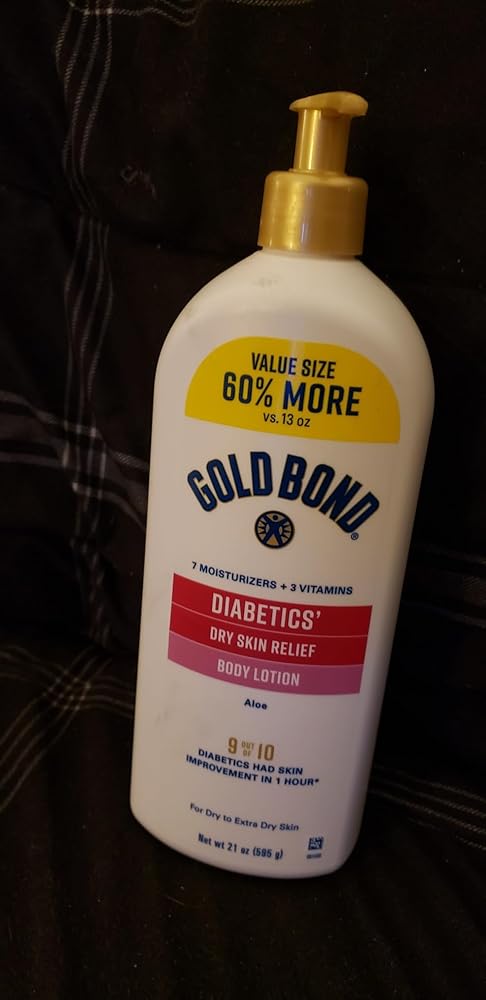 VALUE SIZE
60% MORE
vs. 13 oz
GOLD BOND®
7 MOISTURIZERS + 3 VITAMINS
DIABETICS'
DRY SKIN RELIEF
BODY LOTION
Aloe
9 OUT OF 10
DIABETICS HAD SKIN
IMPROVEMENT IN 1 HOUR*
For Dry to Extra Dry Skin
Net wt 21 oz (595 g)